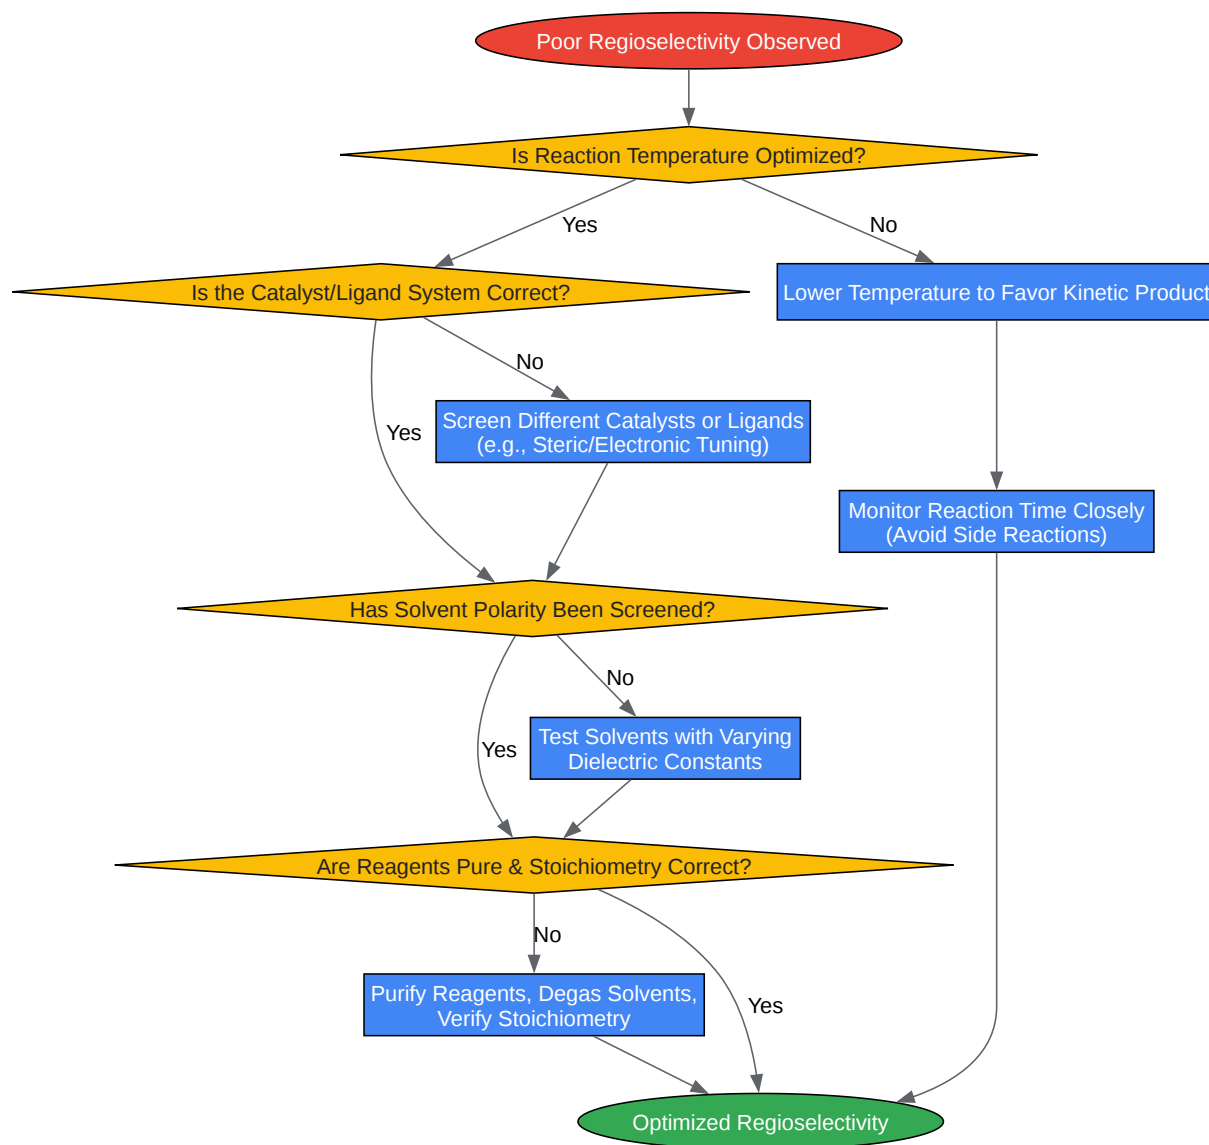 Poor Regioselectivity Observed
Is Reaction Temperature Optimized?
Yes
No
Is the Catalyst/Ligand System Correct?
Lower Temperature to Favor Kinetic Product
No
Screen Different Catalysts or Ligands
(e.g., Steric/Electronic Tuning)
Yes
Monitor Reaction Time Closely
(Avoid Side Reactions)
Has Solvent Polarity Been Screened?
No
Test Solvents with Varying
Dielectric Constants
Yes
Are Reagents Pure & Stoichiometry Correct?
No
Purify Reagents, Degas Solvents,
Verify Stoichiometry
Yes
Optimized Regioselectivity